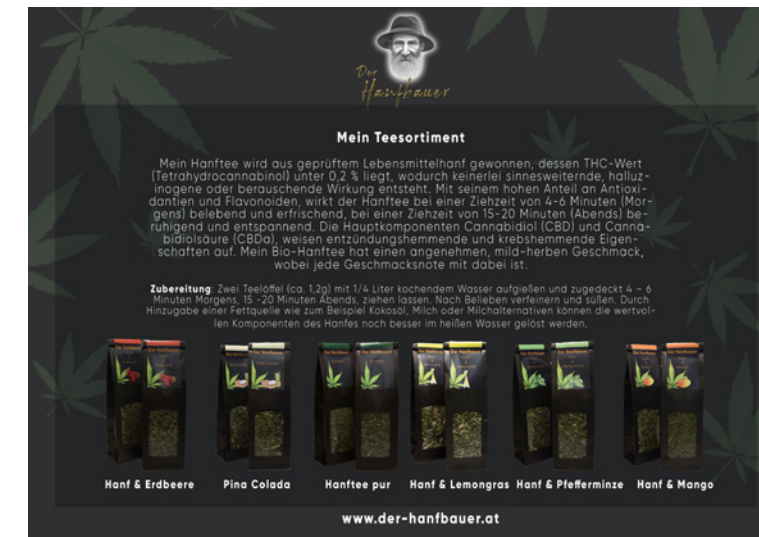 Der
Hanfbauer
Mein Teesortiment
Mein Hanftee wird aus geprüftem Lebensmittelhanf gewonnen, dessen THC-Wert
(Tetrahydrocannabinol) unter 0,2 % liegt, wodurch keinerlei sinnesweiternde, halluz-
inogene oder berauschende Wirkung entsteht. Mit seinem hohen Anteil an Antioxi-
dantien und Flavonoiden, wirkt der Hanftee bei einer Ziehzeit von 4-6 Minuten (Mor-
gens) belebend und erfrischend, bei einer Ziehzeit von 15-20 Minuten (Abends) be-
ruhigend und entspannend. Die Hauptkomponenten Cannabidiol (CBD) und Canna-
bidiolsäure (CBDa), weisen entzündungshemmende und krebshemmende Eigen-
schaften auf. Mein Bio-Hanftee hat einen angenehmen, mild-herben Geschmack,
wobei jede Geschmacksnote mit dabei ist.
Zubereitung: Zwei Teelöffel (ca. 1,2g) mit 1/4 Liter kochendem Wasser aufgießen und zugedeckt 4 – 6
Minuten Morgens, 15 -20 Minuten Abends, ziehen lassen. Nach Belieben verfeinern und süßen. Durch
Hinzugabe einer Fettquelle wie zum Beispiel Kokosöl, Milch oder Milchalternativen können die wertvol-
len Komponenten des Hanfes noch besser im heißen Wasser gelöst werden.
Hanf & Erdbeere Pina Colada Hanftee pur Hanf & Lemongras Hanf & Pfefferminze Hanf & Mango
www.der-hanfbauer.at